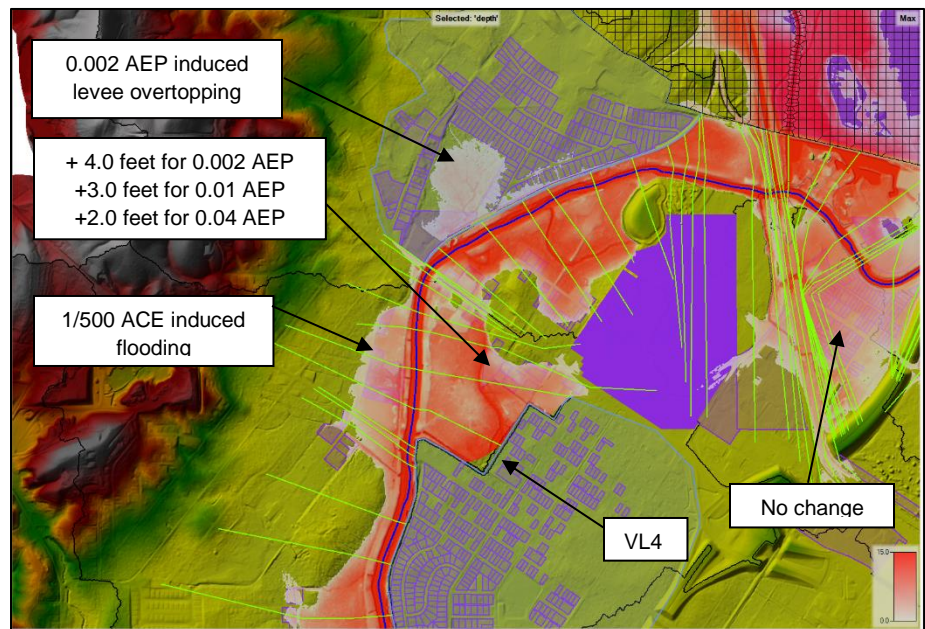 Selected: 'depth'
Max
0.002 AEP induced
levee overtopping
+ 4.0 feet for 0.002 AEP
+3.0 feet for 0.01 AEP
+2.0 feet for 0.04 AEP
1/500 ACE induced
flooding
No change
VL4
15.0
0.0